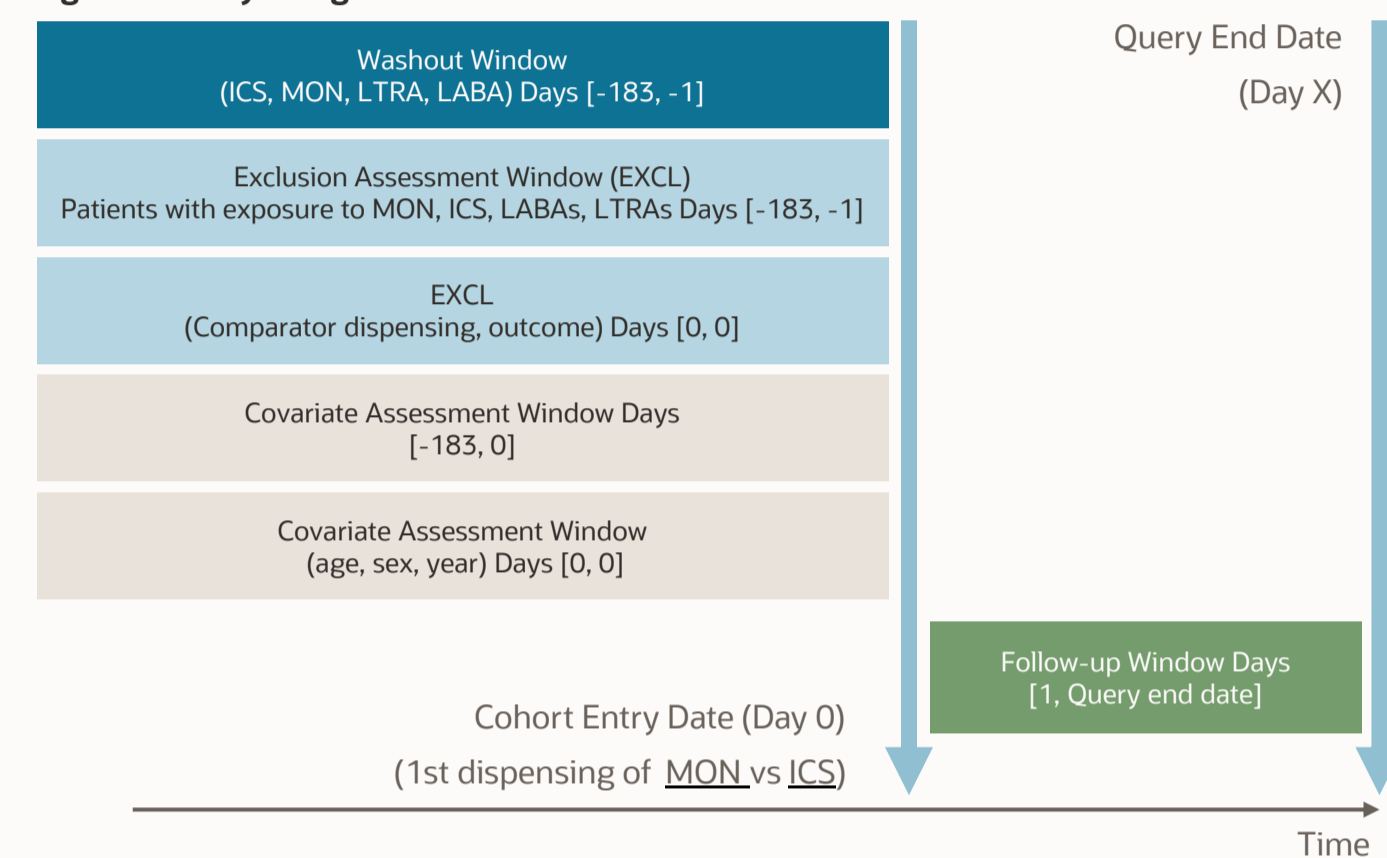 Washout Window
(ICS, MON, LTRA, LABA) Days [-183, -1]
Exclusion Assessment Window (EXCL)
Patients with exposure to MON, ICS, LABAs, LTRAs Days [-183, -1]
EXCL
(Comparator dispensing, outcome) Days [0, 0]
Covariate Assessment Window Days
[-183, 0]
Covariate Assessment Window
(age, sex, year) Days [0, 0]
Query End Date
(Day X)
Follow-up Window Days
[1, Query end date]
Cohort Entry Date (Day 0)
(1st dispensing of MON vs ICS)
Time